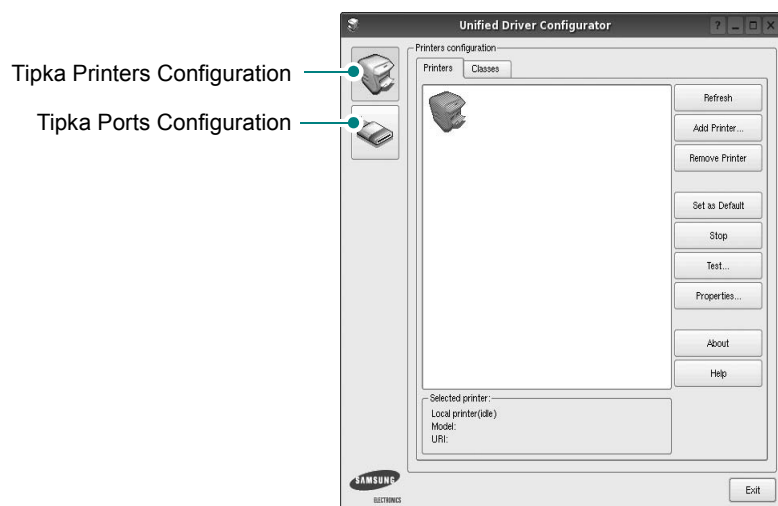 Unified Driver Configurator
Tipka Printers Configuration
Tipka Ports Configuration
Printers configuration
Printers
Classes
Refresh
Add Printer...
Remove Printer
Set as Default
Stop
Test...
Properties...
About
Help
Selected printer:
Local printer(idle)
Model:
URI:
SAMSUNG
ELECTRONICS
Exit